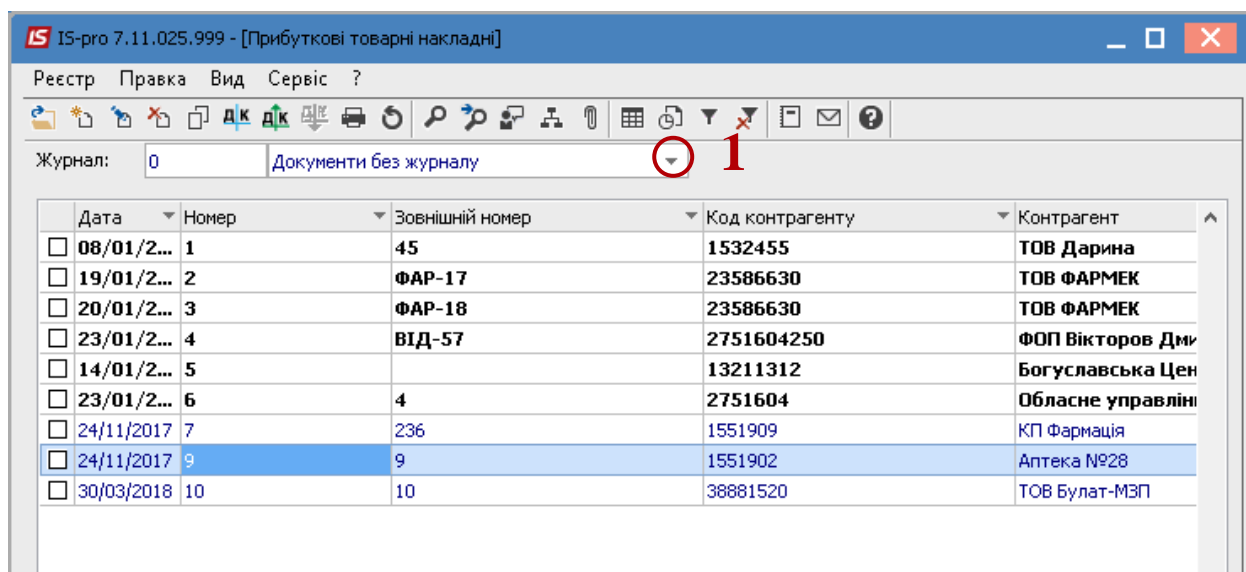 IS IS-pro 7.11.025.999 - [Прибуткові товарні накладні]
Реєстр Правка Вид Сервіс ?
Журнал: 0 Документи без журналу 1
Дата Номер Зовнішній номер Код контрагенту Контрагент
08/01/2... 1 45 1532455 ТОВ Дарина
19/01/2... 2 ФАР-17 23586630 ТОВ ФАРМЕК
20/01/2... 3 ФАР-18 23586630 ТОВ ФАРМЕК
23/01/2... 4 ВІД-57 2751604250 ФОП Вікторов Дми
14/01/2... 5 13211312 Богуславська Цен
23/01/2... 6 4 2751604 Обласне управлін
24/11/2017 7 236 1551909 КП Фармація
24/11/2017 9 9 1551902 Аптека №28
30/03/2018 10 10 38881520 ТОВ Булат-МЗП